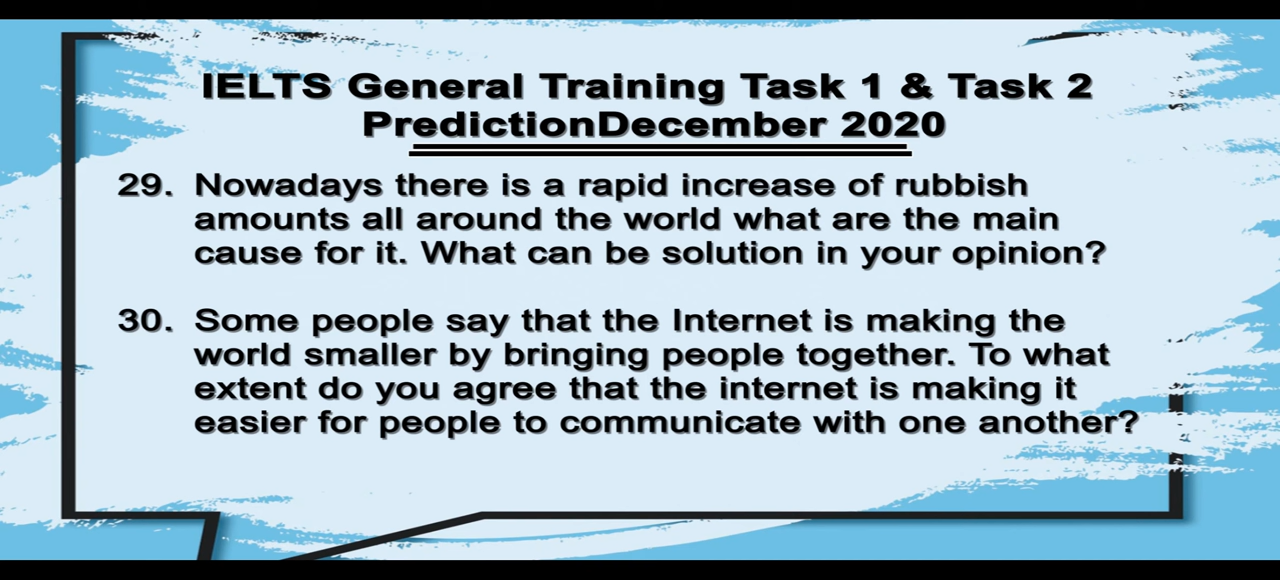 IELTS General Training Task 1 & Task 2
PredictionDecember 2020
29. Nowadays there is a rapid increase of rubbish
amounts all around the world what are the main
cause for it. What can be solution in your opinion?
30. Some people say that the Internet is making the
world smaller by bringing people together. To what
extent do you agree that the internet is making it
easier for people to communicate with one another?